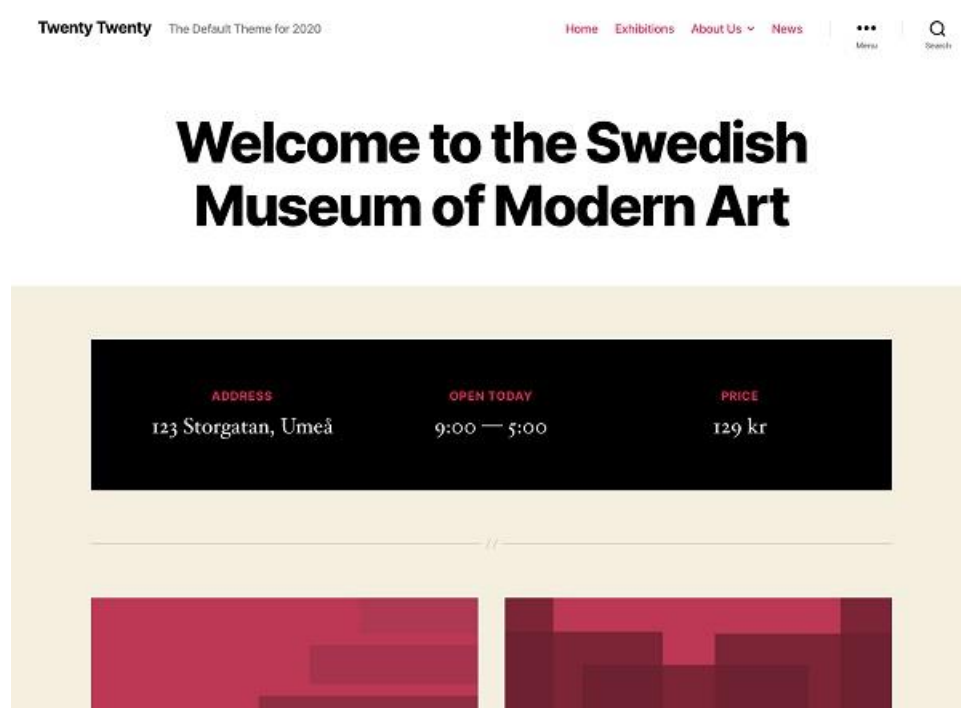 Twenty Twenty The Default Theme for 2020 Home Exhibitions About Us News
Menu Search
Welcome to the Swedish
Museum of Modern Art
ADDRESS OPEN TODAY PRICE
123 Storgatan, Umeå 9:00 — 5:00 129 kr
//